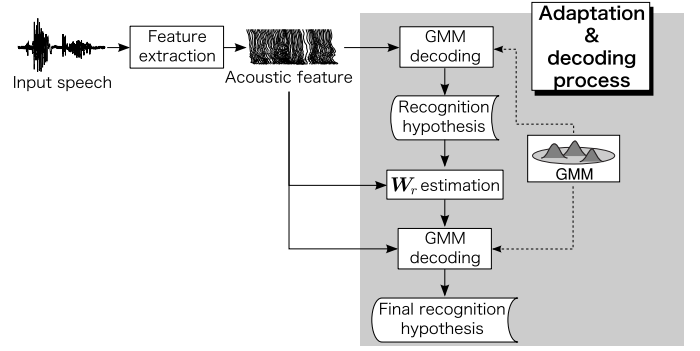 Input speech
Feature
extraction
Acoustic feature
GMM
decoding
Recognition
hypothesis
W_r estimation
GMM
decoding
Final recognition
hypothesis
Adaptation
&
decoding
process
GMM